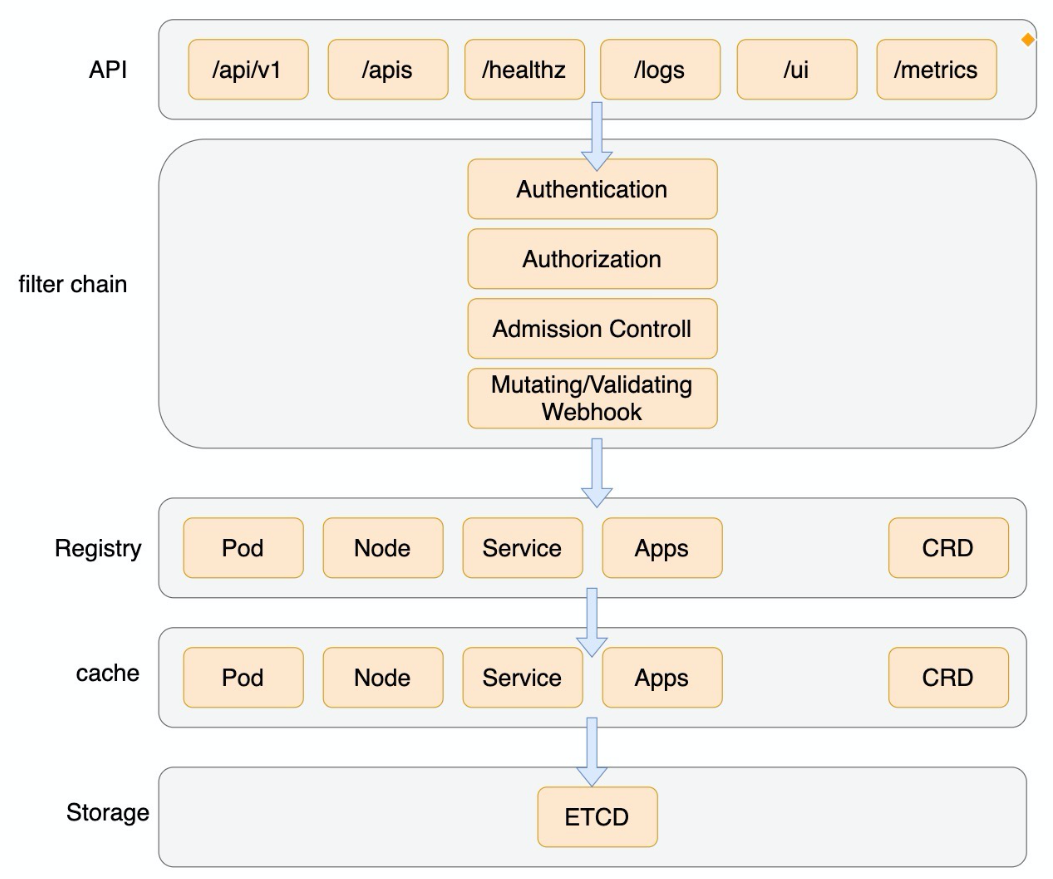 API
/api/v1
/apis
/healthz
/logs
/ui
/metrics
filter chain
Authentication
Authorization
Admission Controll
Mutating/Validating
Webhook
Registry
Pod
Node
Service
Apps
CRD
cache
Pod
Node
Service
Apps
CRD
Storage
ETCD